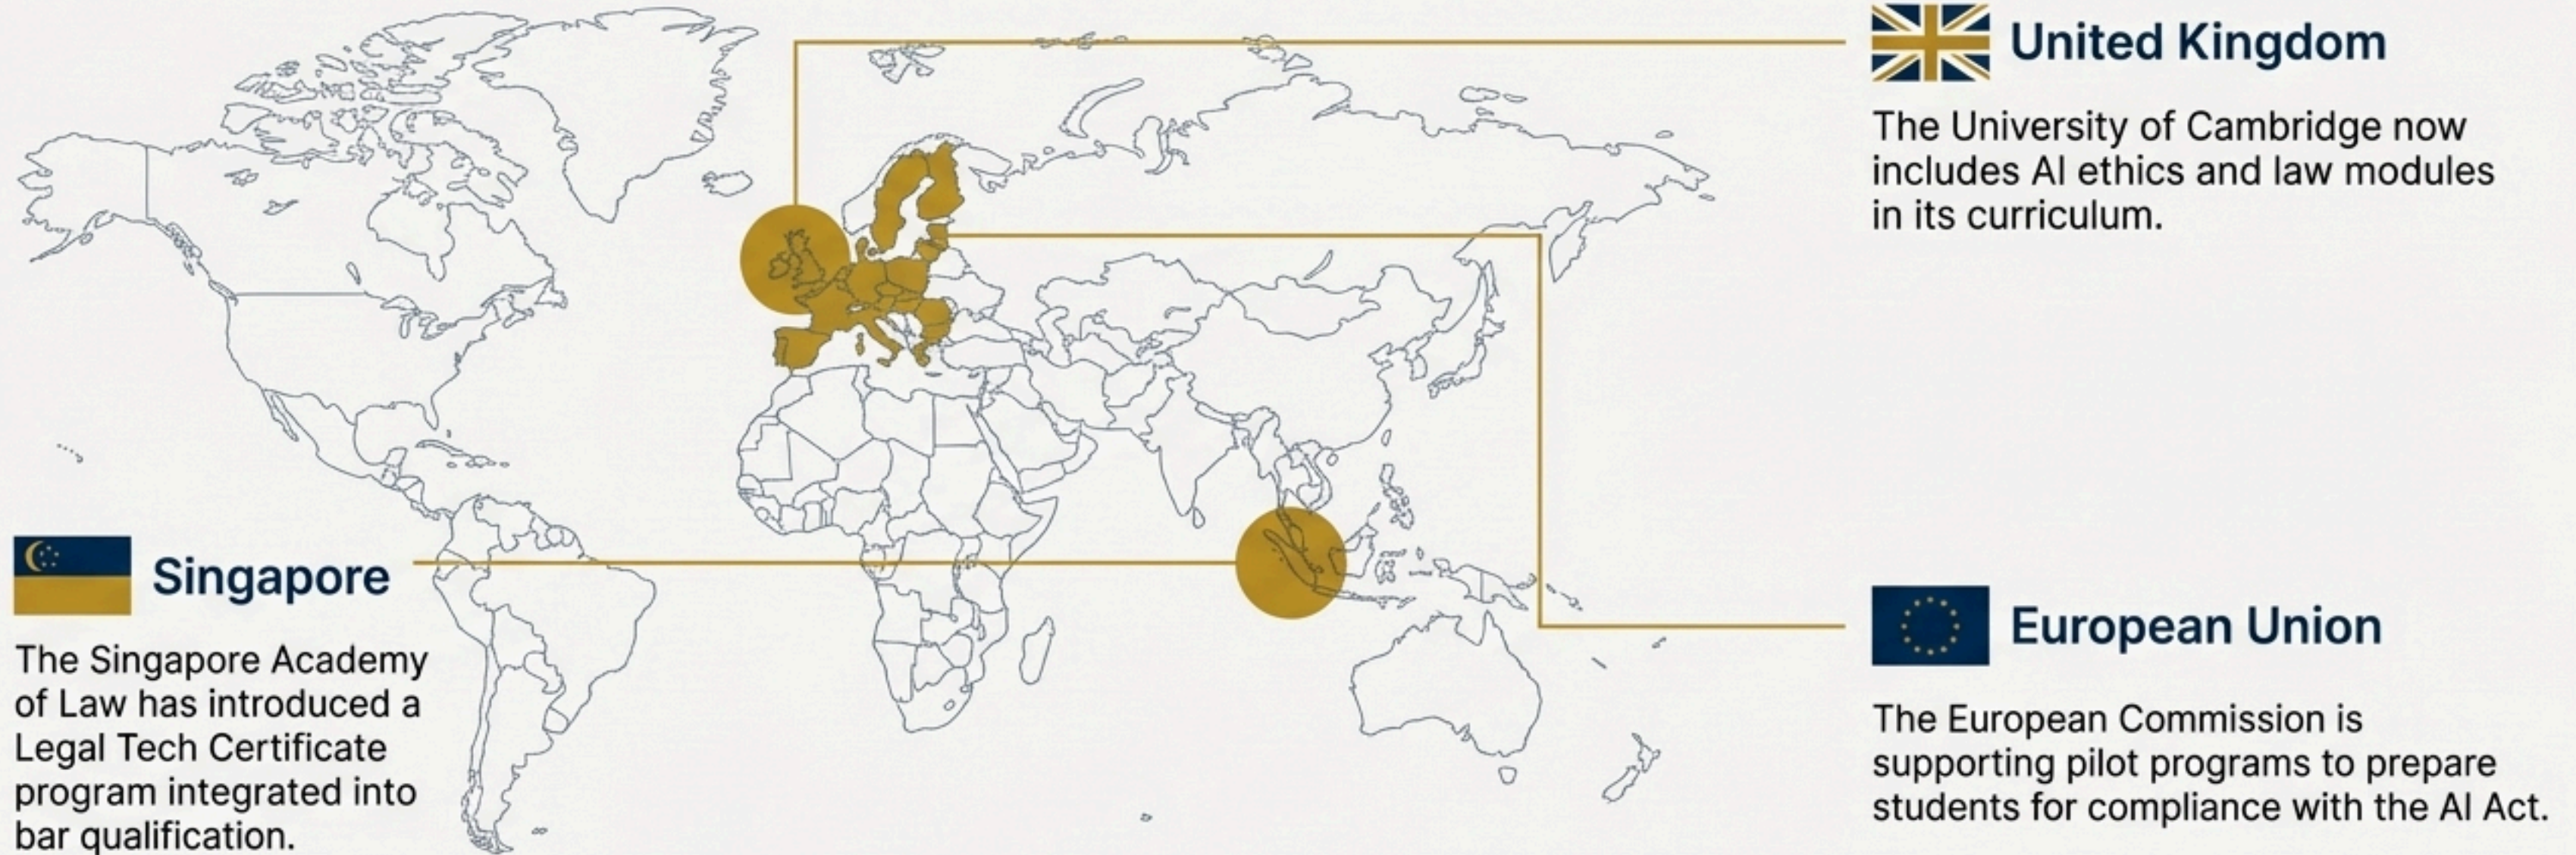 United Kingdom
The University of Cambridge now
includes AI ethics and law modules
in its curriculum.
Singapore
The Singapore Academy
of Law has introduced a
Legal Tech Certificate
program integrated into
bar qualification.
European Union
The European Commission is
supporting pilot programs to prepare
students for compliance with the AI Act.